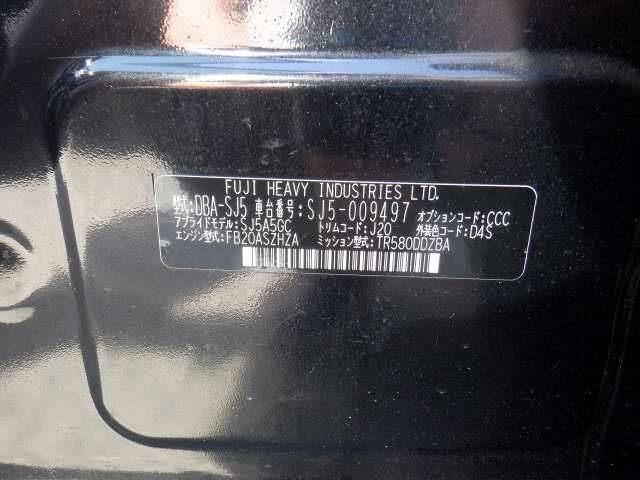 FUJI HEAVY INDUSTRIES LTD.
型式:DBA-SJ5 車台番号:SJ5-009497 オプションコード:CCC
アプライドモデル:SJ5A5GC トリムコード:J20 外装色コード:D4S
エンジン型式:FB20ASZHZA ミッション型式:TR580DDZBA